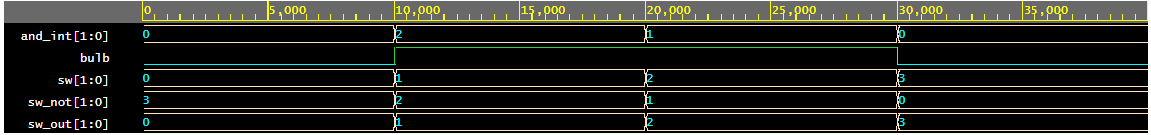 0 5,000 10,000 15,000 20,000 25,000 30,000 35,000
and_int[1:0] 0 2 1 0
bulb
sw[1:0] 0 1 2 3
sw_not[1:0] 3 2 1 0
sw_out[1:0] 0 1 2 3